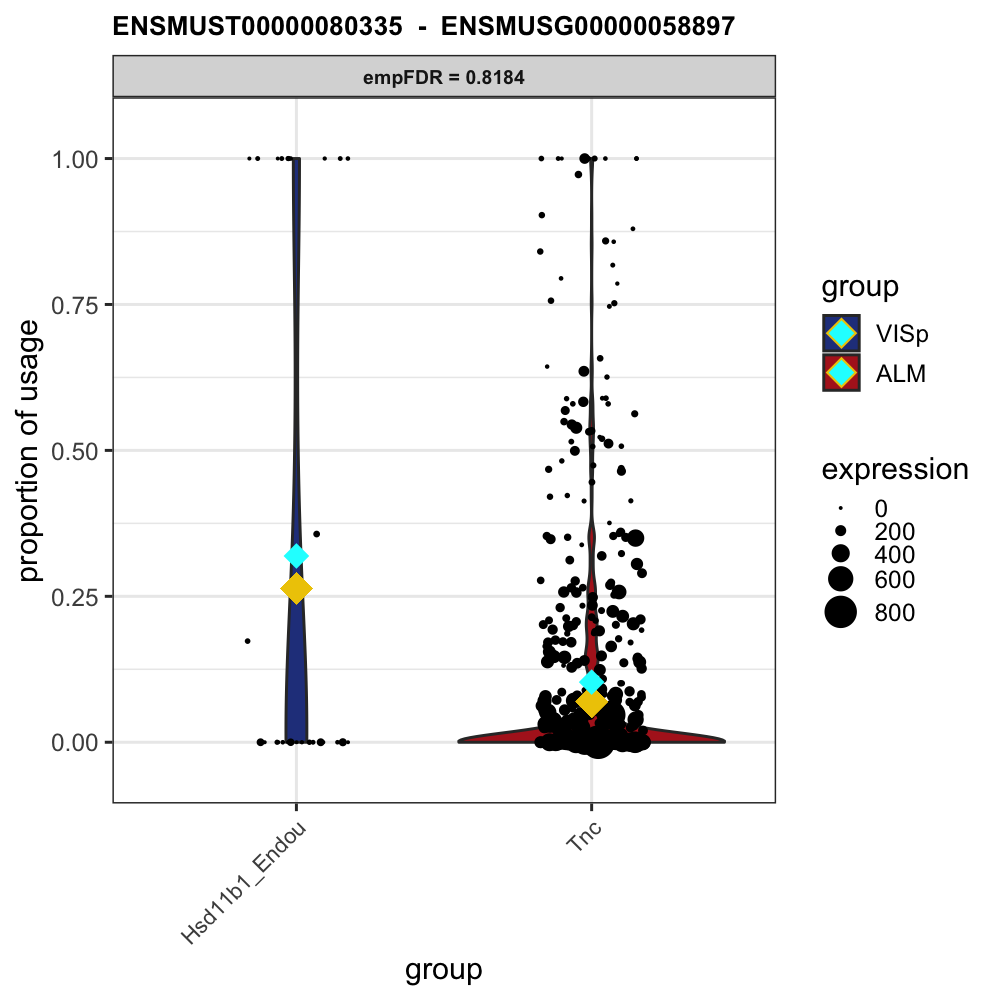 ENSMUST00000080335 - ENSMUSG00000058897
empFDR = 0.8184
1.00
0.75
0.50
0.25
0.00
proportion of usage
Hsd11b1_Endou
Tnc
group
group
VISp
ALM
expression
0
200
400
600
800